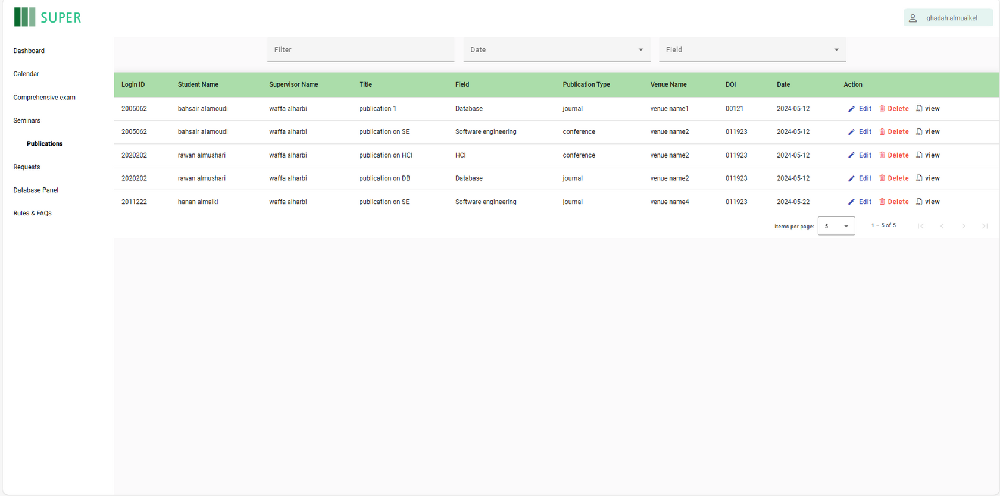 SUPER
ghadah almuaikel
Dashboard
Calendar
Comprehensive exam
Seminars
Publications
Requests
Database Panel
Rules & FAQs
Filter Date Field
Login ID Student Name Supervisor Name Title Field Publication Type Venue Name DOI Date Action
2005062 bahsair alamoudi waffa alharbi publication 1 Database journal venue name1 00121 2024-05-12 Edit Delete view
2005062 bahsair alamoudi waffa alharbi publication on SE Software engineering conference venue name2 011923 2024-05-12 Edit Delete view
2020202 rawan almushari waffa alharbi publication on HCI HCI conference venue name2 011923 2024-05-12 Edit Delete view
2020202 rawan almushari waffa alharbi publication on DB Database journal venue name2 011923 2024-05-12 Edit Delete view
2011222 hanan almalki waffa alharbi publication on SE Software engineering journal venue name4 011923 2024-05-22 Edit Delete view
Items per page: 5 1 – 5 of 5